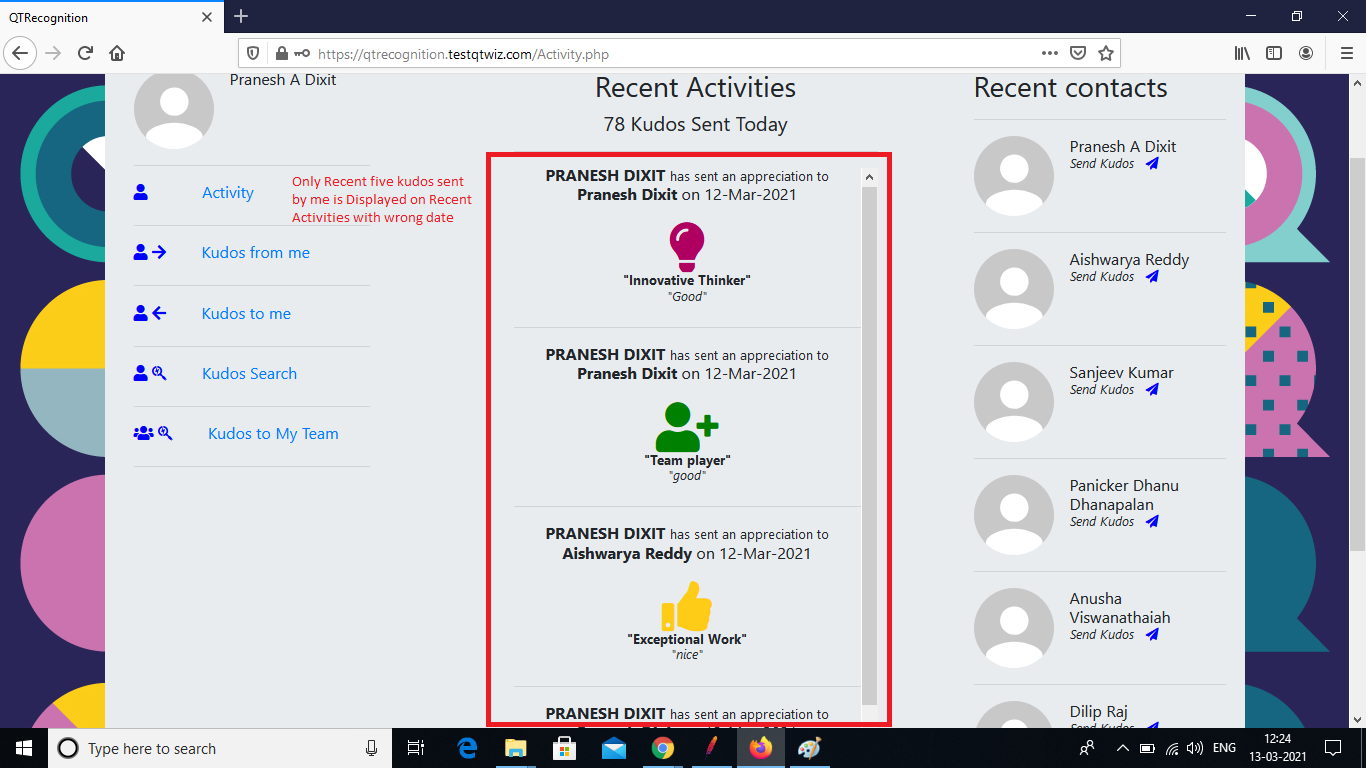 QTRecognition
https://qtrecognition.testqtwiz.com/Activity.php
Pranesh A Dixit
Activity
Only Recent five kudos sent
by me is Displayed on Recent
Activities with wrong date
Kudos from me
Kudos to me
Kudos Search
Kudos to My Team
Recent Activities
78 Kudos Sent Today
PRANESH DIXIT has sent an appreciation to
Pranesh Dixit on 12-Mar-2021
"Innovative Thinker"
"Good"
PRANESH DIXIT has sent an appreciation to
Pranesh Dixit on 12-Mar-2021
"Team player"
"good"
PRANESH DIXIT has sent an appreciation to
Aishwarya Reddy on 12-Mar-2021
"Exceptional Work"
"nice"
PRANESH DIXIT has sent an appreciation to
Recent contacts
Pranesh A Dixit
Send Kudos
Aishwarya Reddy
Send Kudos
Sanjeev Kumar
Send Kudos
Panicker Dhanu
Dhanapalan
Send Kudos
Anusha
Viswanathaiah
Send Kudos
Dilip Raj
Send Kudos
Type here to search
ENG
12:24
13-03-2021